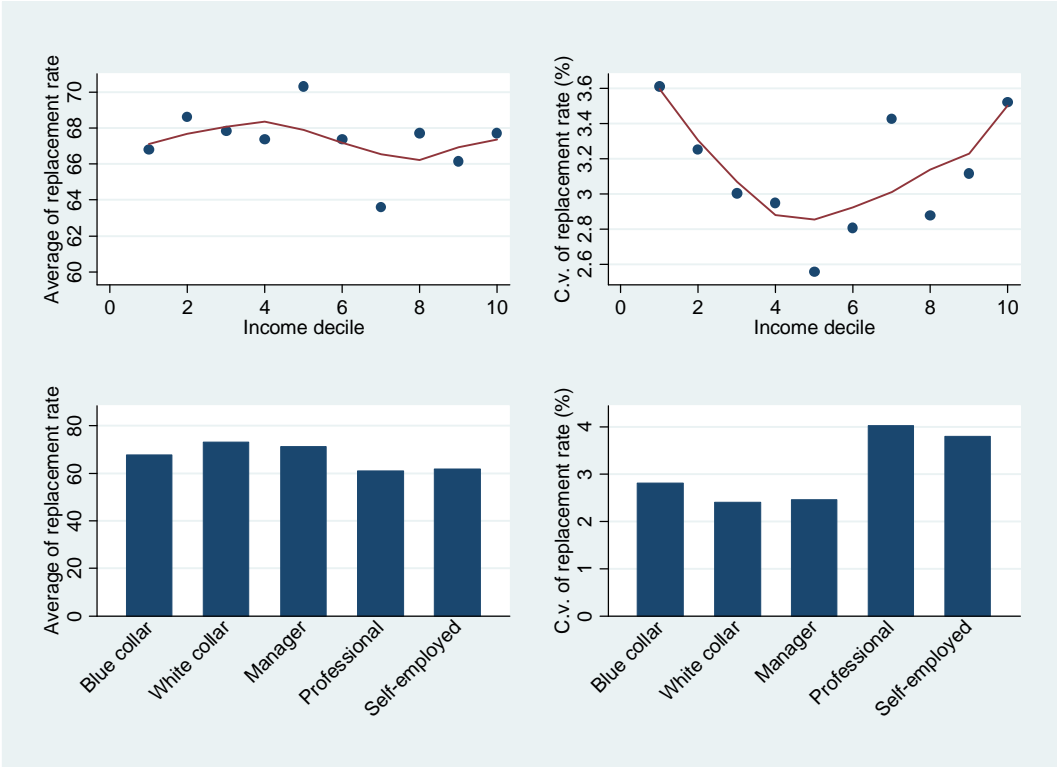 Average of replacement rate
60 62 64 66 68 70
0 2 4 6 8 10
Income decile
C.v. of replacement rate (%)
2.6 2.8 3 3.2 3.4 3.6
0 2 4 6 8 10
Income decile
Average of replacement rate
0 20 40 60 80
Blue collar
White collar
Manager
Professional
Self-employed
C.v. of replacement rate (%)
0 1 2 3 4
Blue collar
White collar
Manager
Professional
Self-employed